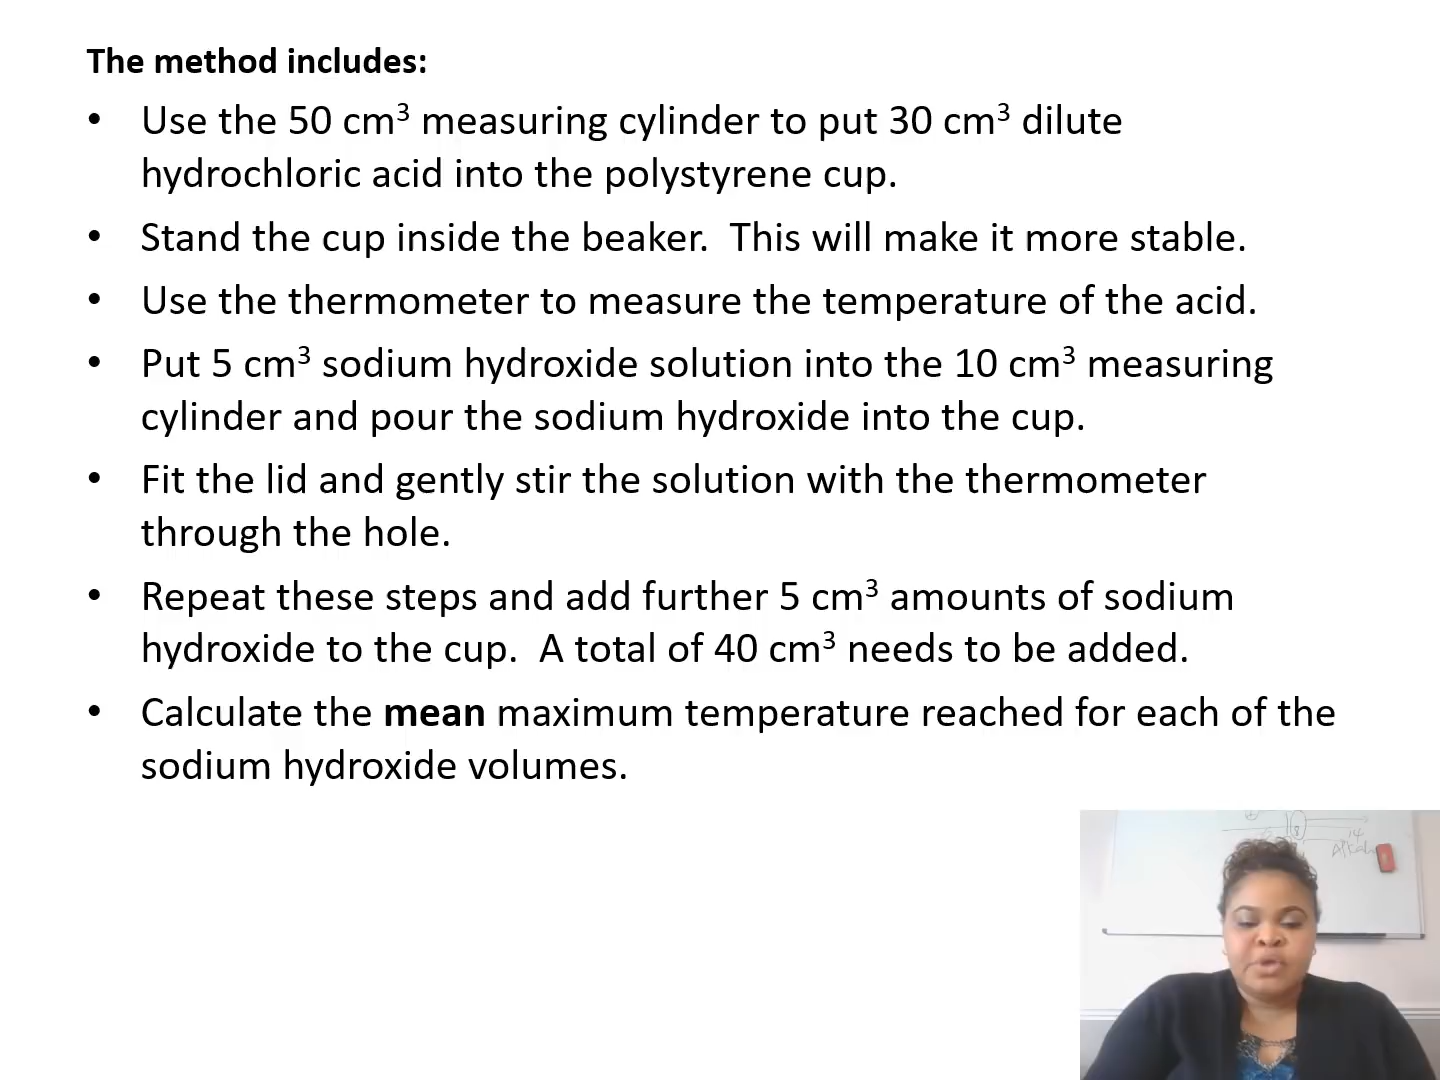 The method includes:
• Use the 50 cm³ measuring cylinder to put 30 cm³ dilute
hydrochloric acid into the polystyrene cup.
• Stand the cup inside the beaker.  This will make it more stable.
• Use the thermometer to measure the temperature of the acid.
• Put 5 cm³ sodium hydroxide solution into the 10 cm³ measuring
cylinder and pour the sodium hydroxide into the cup.
• Fit the lid and gently stir the solution with the thermometer
through the hole.
• Repeat these steps and add further 5 cm³ amounts of sodium
hydroxide to the cup.  A total of 40 cm³ needs to be added.
• Calculate the mean maximum temperature reached for each of the
sodium hydroxide volumes.
14